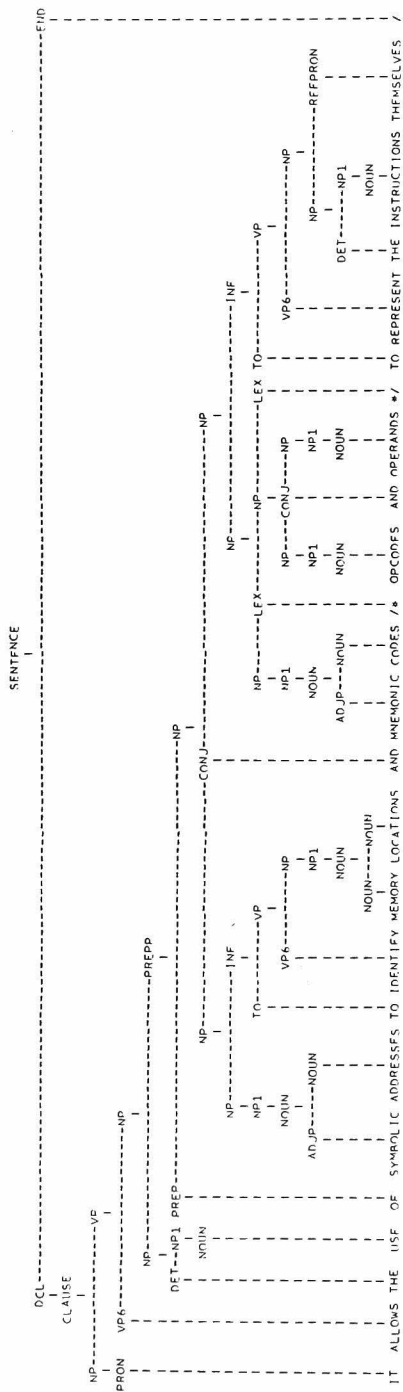 SENTENCE
DCL END
CLAUSE
NP VP
PRON VP6 NP
NP PREPP
DET NP1 PREP NP
NOUN NP CONJ NP
NP INF NP INF
NP1 TO VP NP LEX NP LEX TO VP
NOUN VP6 NP NP1 NP CONJ NP VP6 NP
ADJP NOUN NP1 NOUN NP1 NP1 NP REFPRON
NOUN ADJP NOUN NOUN NOUN DET NP1
NOUN NOUN NOUN
IT ALLOWS THE USE OF SYMBOLIC ADDRESSES TO IDENTIFY MEMORY LOCATIONS AND MNEMONIC CODES /* OPCODES AND OPERANDS */ TO REPRESENT THE INSTRUCTIONS THEMSELVES /